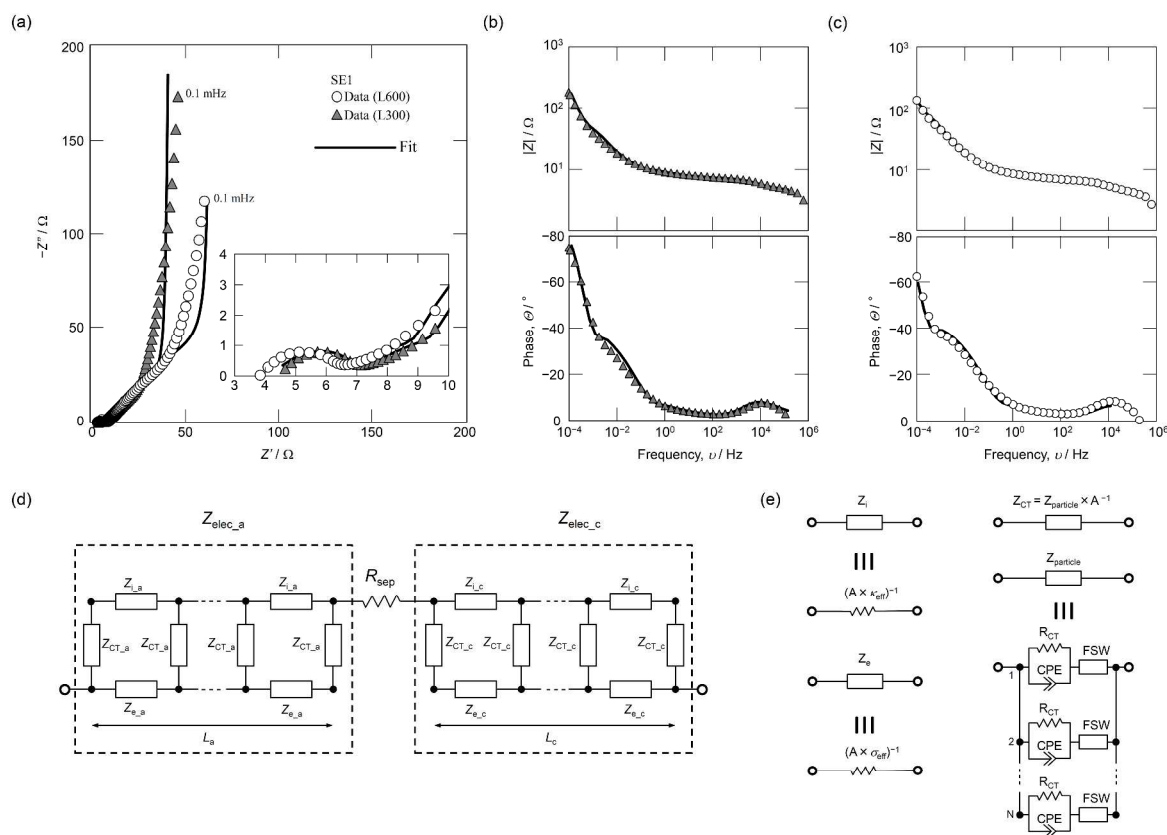 (a)
200
150
100
50
0
−Z″ / Ω
0
50
100
150
200
Z′ / Ω
0.1 mHz
0.1 mHz
SE1
Data (L600)
Data (L300)
Fit
4
3
2
1
0
3 4 5 6 7 8 9 10
(b)
10³
10²
10¹
|Z| / Ω
−80
−60
−40
−20
0
Phase, Θ / °
10⁻⁴ 10⁻² 10⁰ 10² 10⁴ 10⁶
Frequency, υ / Hz
(c)
10³
10²
10¹
|Z| / Ω
−80
−60
−40
−20
0
Phase, Θ / °
10⁻⁴ 10⁻² 10⁰ 10² 10⁴ 10⁶
Frequency, υ / Hz
(d)
Z_elec_a
Z_elec_c
R_sep
Z_i_a Z_i_a Z_i_c Z_i_c
Z_CT_a Z_CT_a Z_CT_a Z_CT_a Z_CT_c Z_CT_c Z_CT_c Z_CT_c
Z_e_a Z_e_a Z_e_c Z_e_c
L_a
L_c
(e)
Z_i
(A × κ_eff)⁻¹
Z_e
(A × σ_eff)⁻¹
Z_CT = Z_particle × A⁻¹
Z_particle
R_CT
CPE
FSW
1
R_CT
CPE
FSW
2
R_CT
CPE
FSW
N